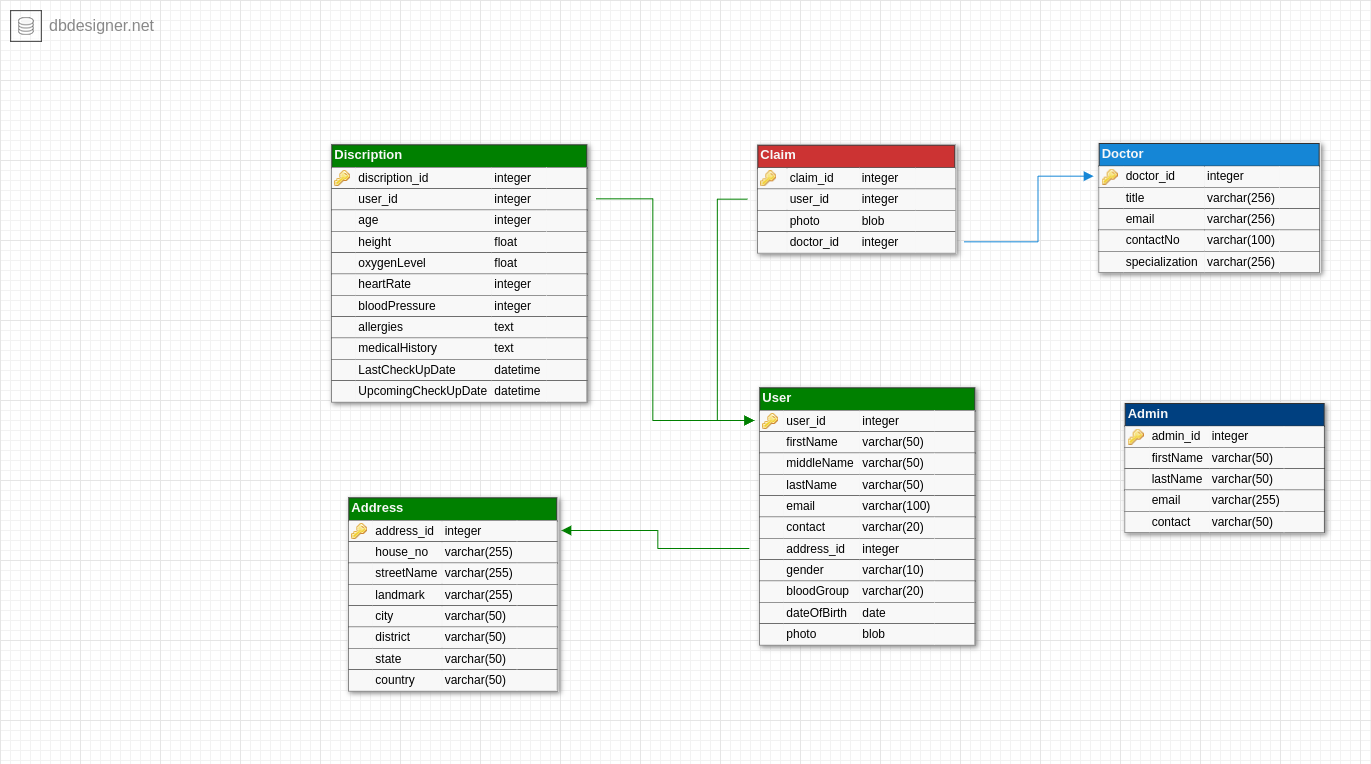 dbdesigner.net
Discription
discription_id integer
user_id integer
age integer
height float
oxygenLevel float
heartRate integer
bloodPressure integer
allergies text
medicalHistory text
LastCheckUpDate datetime
UpcomingCheckUpDate datetime
Claim
claim_id integer
user_id integer
photo blob
doctor_id integer
Doctor
doctor_id integer
title varchar(256)
email varchar(256)
contactNo varchar(100)
specialization varchar(256)
User
user_id integer
firstName varchar(50)
middleName varchar(50)
lastName varchar(50)
email varchar(100)
contact varchar(20)
address_id integer
gender varchar(10)
bloodGroup varchar(20)
dateOfBirth date
photo blob
Admin
admin_id integer
firstName varchar(50)
lastName varchar(50)
email varchar(255)
contact varchar(50)
Address
address_id integer
house_no varchar(255)
streetName varchar(255)
landmark varchar(255)
city varchar(50)
district varchar(50)
state varchar(50)
country varchar(50)